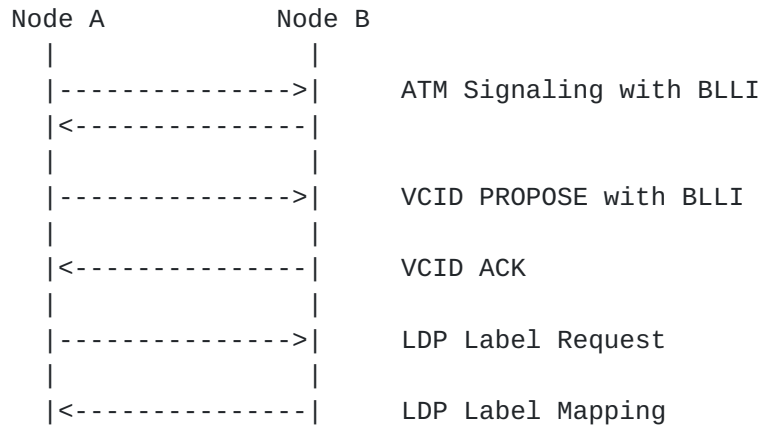 Node A           Node B
  |                |
  |--------------->|     ATM Signaling with BLLI
  |<---------------|
  |                |
  |--------------->|     VCID PROPOSE with BLLI
  |                |
  |<---------------|     VCID ACK
  |                |
  |--------------->|     LDP Label Request
  |                |
  |<---------------|     LDP Label Mapping